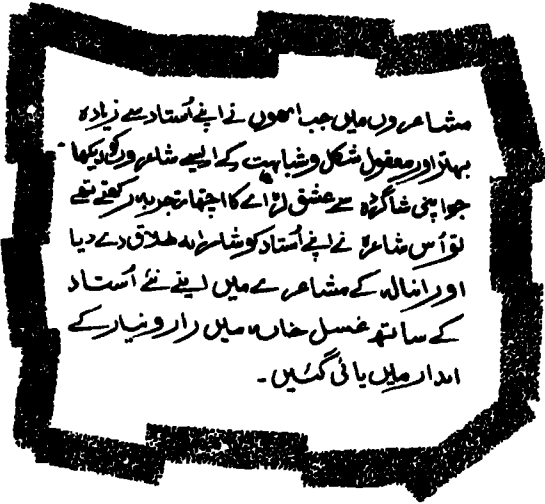 مشاعروں میں جب انھوں نے اپنے اُستاد سے زیادہ
بہتر اور معقول شکل و شباہت کے ایسے شاعروں کو دیکھا
جو اپنی شاگردہ سے عشق لڑانے کا اچھا تجربہ رکھتے تھے
تو اُس شاعرہ نے اپنے اُستاد کو شاعرانہ طلاق دے دیا
اور انبالہ کے مشاعرے میں اپنے نئے اُستاد
کے ساتھ غسل خانہ میں راز و نیاز کے
انداز میں پائی گئیں۔